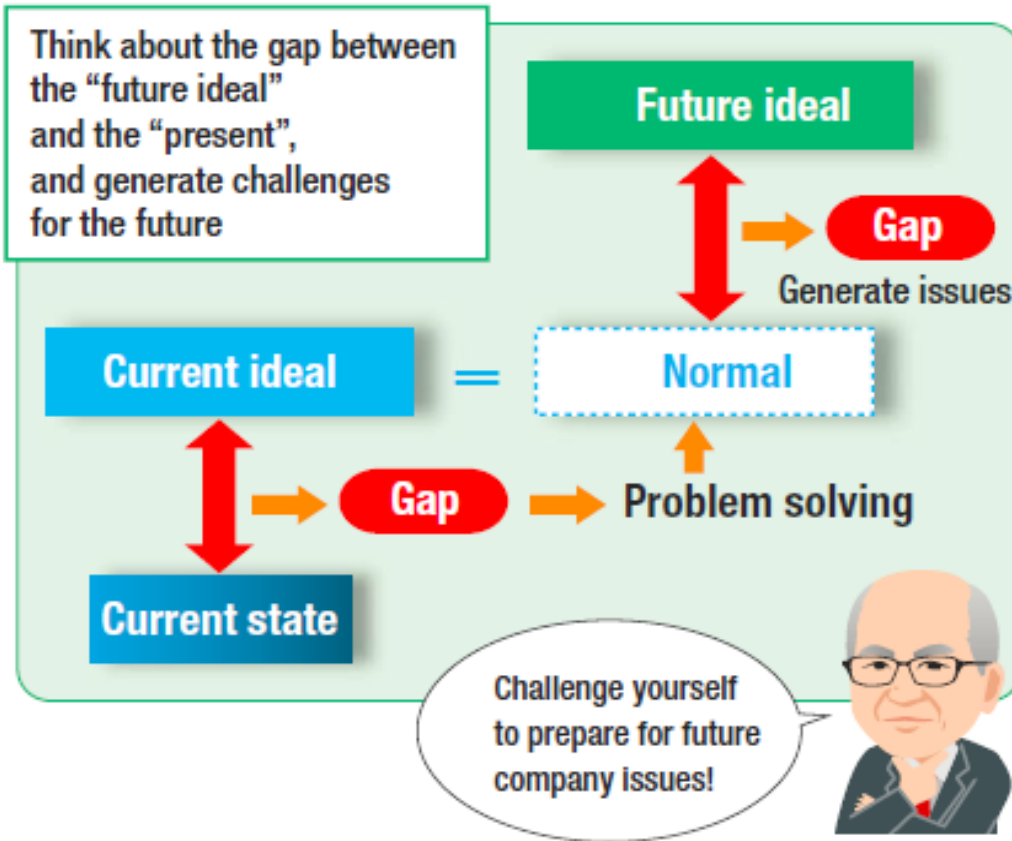 Think about the gap between
the “future ideal”
and the “present”,
and generate challenges
for the future
Future ideal
Gap
Generate issues
Current ideal
=
Normal
Gap
Problem solving
Current state
Challenge yourself
to prepare for future
company issues!